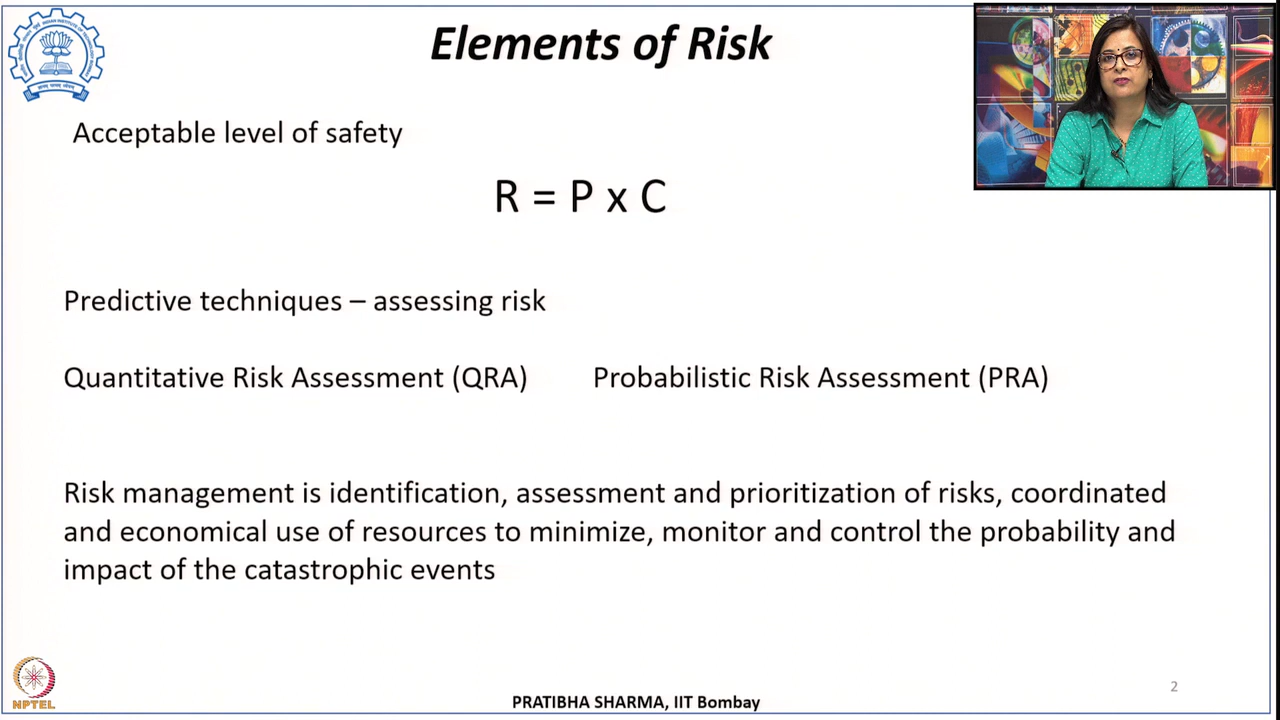 Elements of Risk
Acceptable level of safety
R = P x C
Predictive techniques – assessing risk
Quantitative Risk Assessment (QRA) Probabilistic Risk Assessment (PRA)
Risk management is identification, assessment and prioritization of risks, coordinated
and economical use of resources to minimize, monitor and control the probability and
impact of the catastrophic events
NPTEL
PRATIBHA SHARMA, IIT Bombay
2